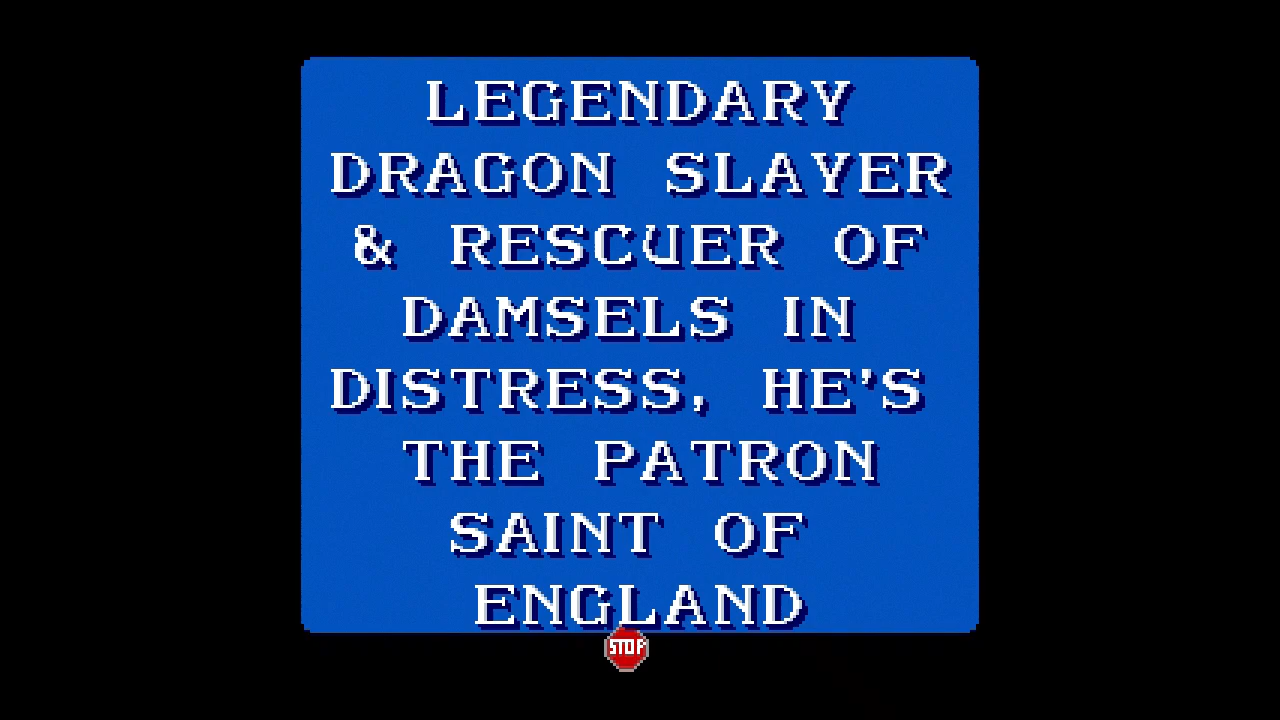 LEGENDARY
DRAGON SLAYER
& RESCUER OF
DAMSELS IN
DISTRESS, HE'S
THE PATRON
SAINT OF
ENGLAND
STOP